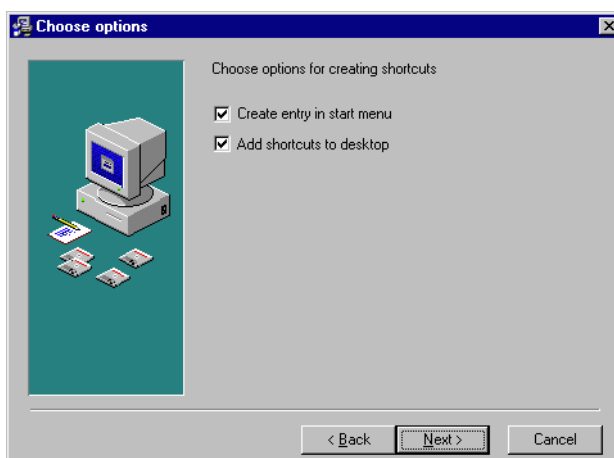 Choose options
Choose options for creating shortcuts
Create entry in start menu
Add shortcuts to desktop
< Back
Next >
Cancel